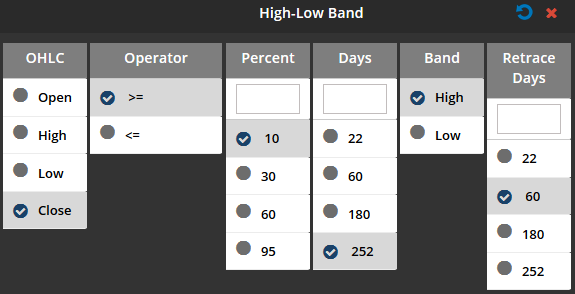 High-Low Band
OHLC
Open
High
Low
Close
Operator
>=
<=
Percent
10
30
60
95
Days
22
60
180
252
Band
High
Low
Retrace
Days
22
60
180
252